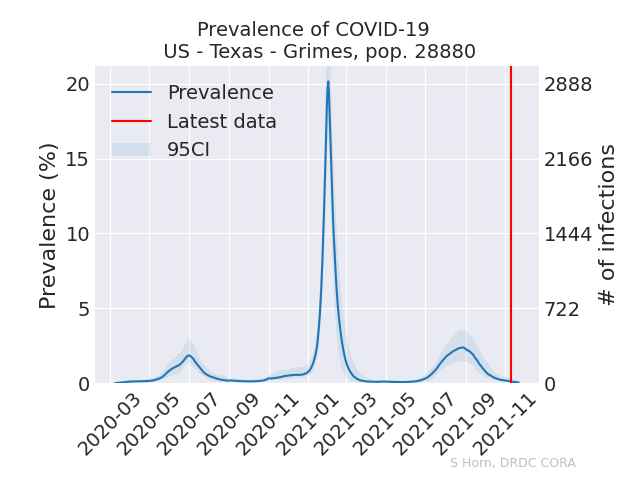 Prevalence of COVID-19
US - Texas - Grimes, pop. 28880
Prevalence
Latest data
95CI
Prevalence (%)
20
15
10
5
0
2888
2166
1444
722
0
# of infections
2020-03
2020-05
2020-07
2020-09
2020-11
2021-01
2021-03
2021-05
2021-07
2021-09
2021-11
S Horn, DRDC CORA